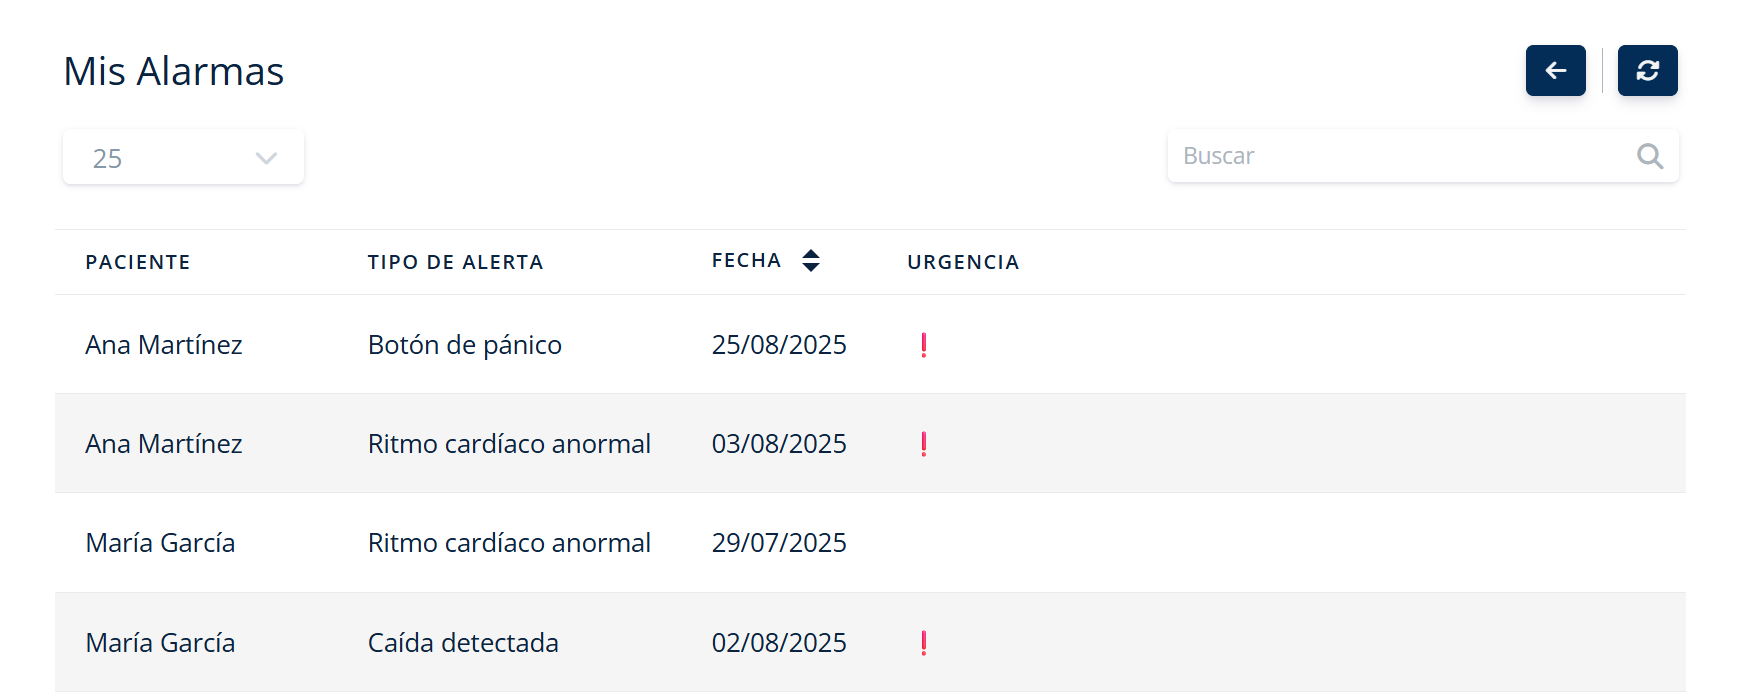 Mis Alarmas
25
Buscar
PACIENTE TIPO DE ALERTA FECHA URGENCIA
Ana Martínez Botón de pánico 25/08/2025 ❗
Ana Martínez Ritmo cardíaco anormal 03/08/2025 ❗
María García Ritmo cardíaco anormal 29/07/2025
María García Caída detectada 02/08/2025 ❗